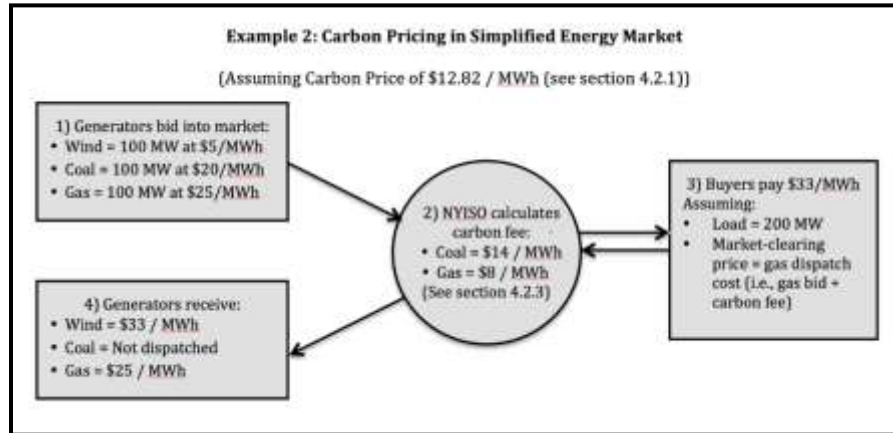 Example 2: Carbon Pricing in Simplified Energy Market
(Assuming Carbon Price of $12.82 / MWh (see section 4.2.1))
1) Generators bid into market:
• Wind = 100 MW at $5/MWh
• Coal = 100 MW at $20/MWh
• Gas = 100 MW at $25/MWh
2) NYISO calculates
carbon fee:
• Coal = $14 / MWh
• Gas = $8 / MWh
(See section 4.2.3)
3) Buyers pay $33/MWh
Assuming:
• Load = 200 MW
• Market-clearing
price = gas dispatch
cost (i.e., gas bid +
carbon fee)
4) Generators receive:
• Wind = $33 / MWh
• Coal = Not dispatched
• Gas = $25 / MWh